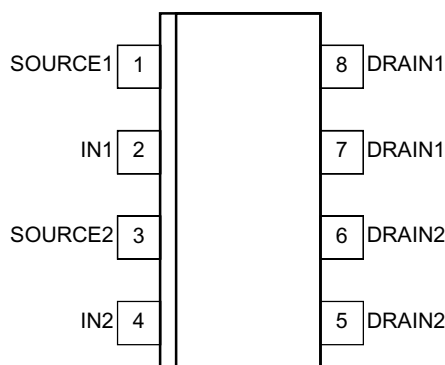 SOURCE1 1 8 DRAIN1
IN1 2 7 DRAIN1
SOURCE2 3 6 DRAIN2
IN2 4 5 DRAIN2